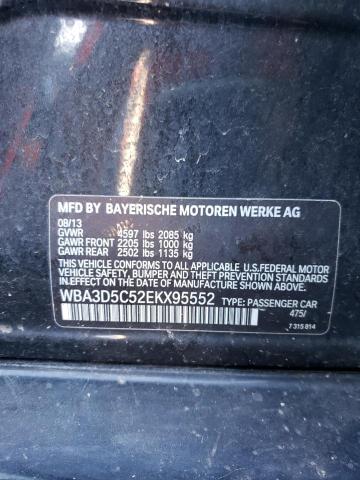 MFD BY BAYERISCHE MOTOREN WERKE AG
08/13
GVWR 4597 lbs 2085 kg
GAWR FRONT 2205 lbs 1000 kg
GAWR REAR 2502 lbs 1135 kg
THIS VEHICLE CONFORMS TO ALL APPLICABLE U.S.FEDERAL MOTOR
VEHICLE SAFETY, BUMPER, AND THEFT PREVENTION STANDARDS
IN EFFECT ON THE DATE OF MANUFACTURE SHOWN ABOVE.
WBA3D5C52EKX95552 TYPE: PASSENGER CAR
475/
7 315 814